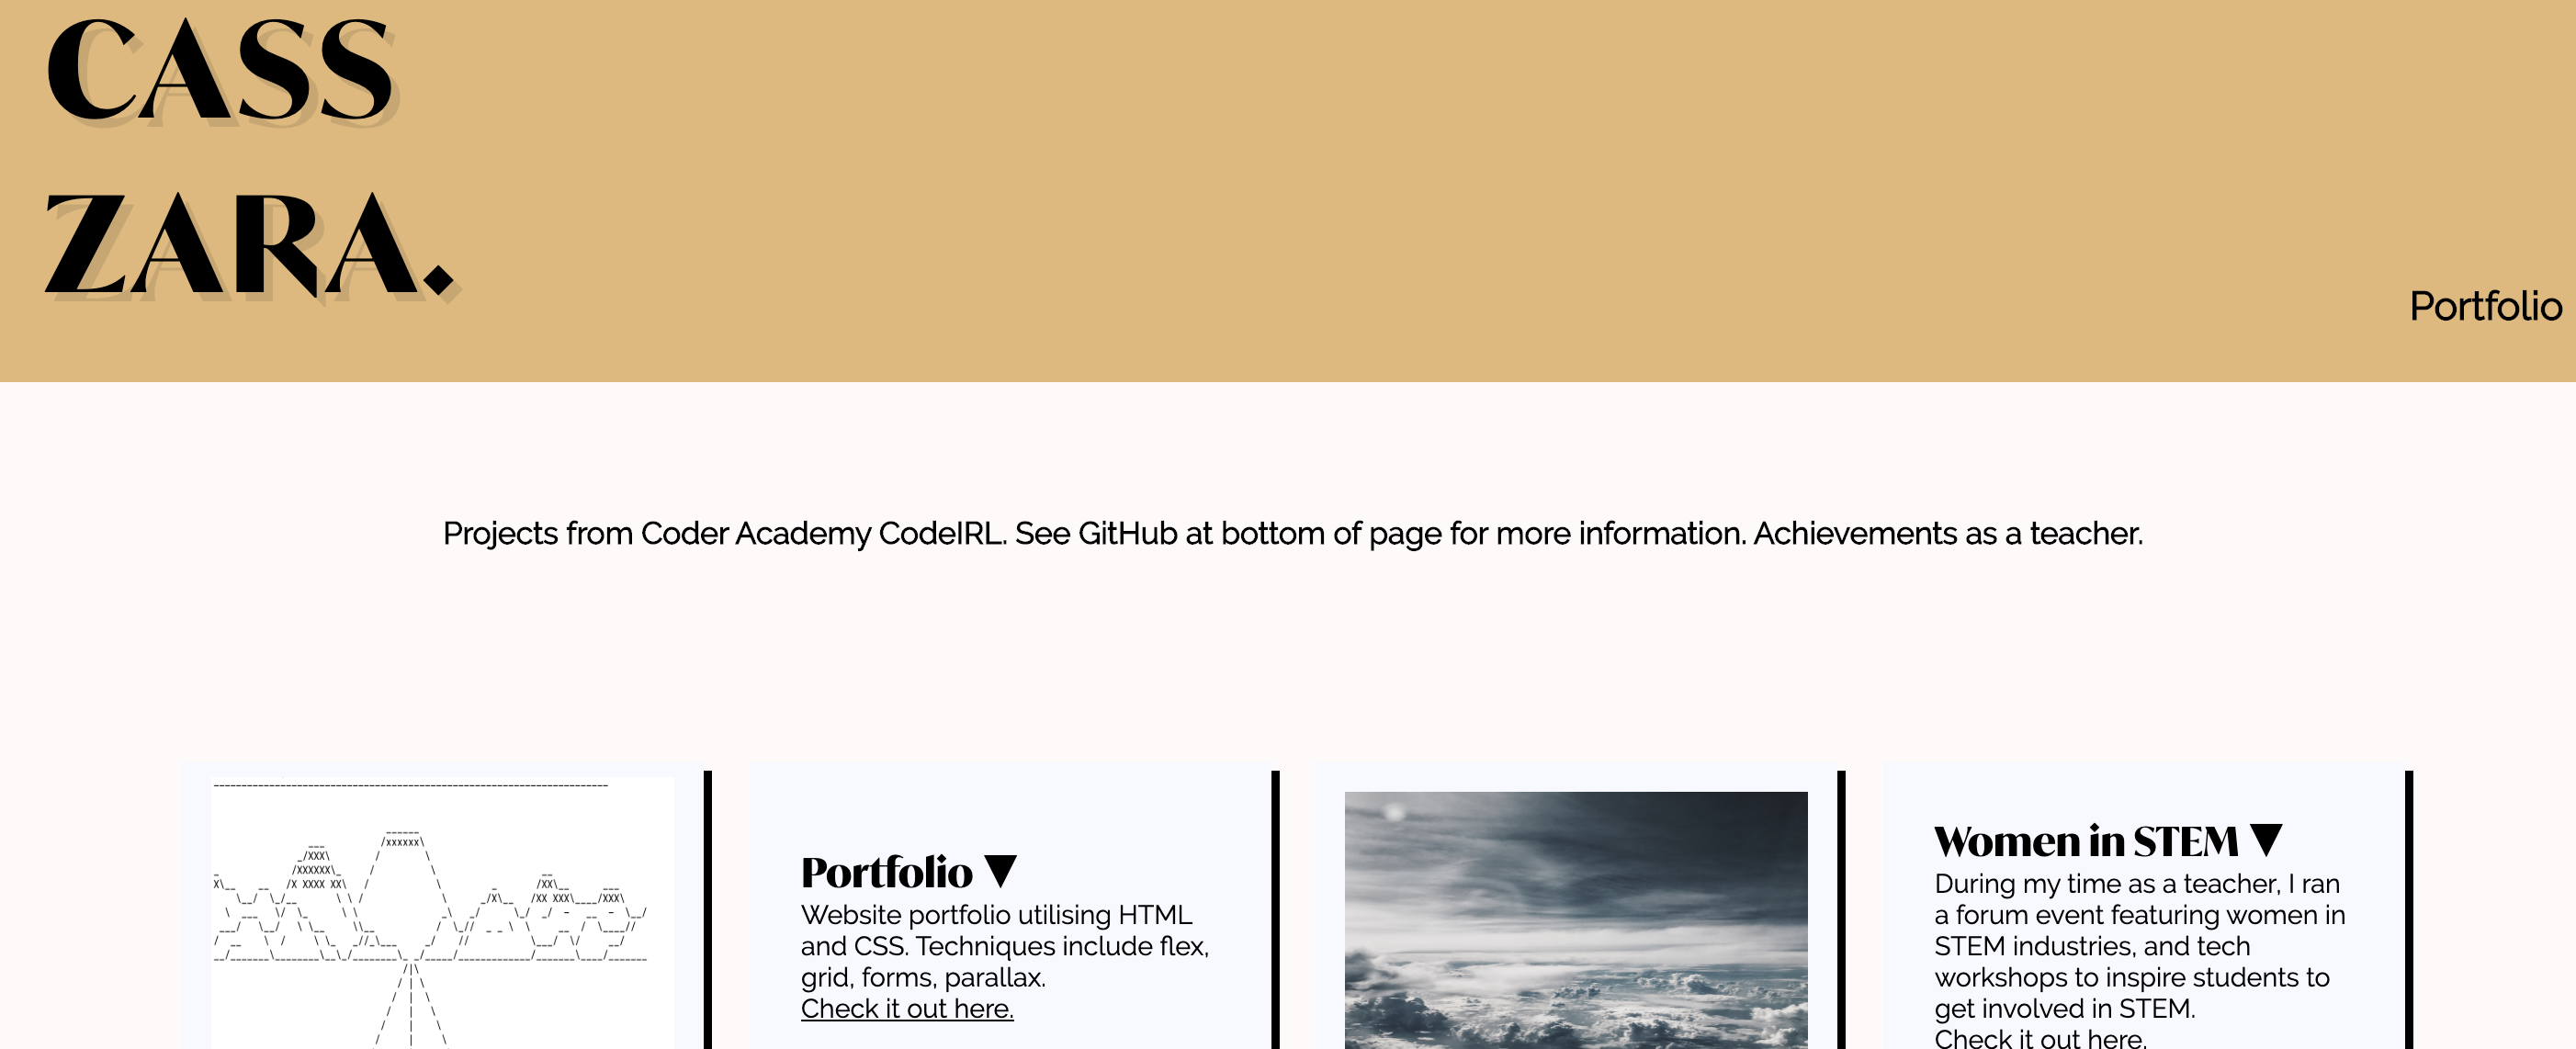 CASS
ZARA.
Portfolio
Projects from Coder Academy CodeIRL. See GitHub at bottom of page for more information. Achievements as a teacher.
Portfolio ▼
Website portfolio utilising HTML
and CSS. Techniques include flex,
grid, forms, parallax.
Check it out here.
Women in STEM ▼
During my time as a teacher, I ran
a forum event featuring women in
STEM industries, and tech
workshops to inspire students to
get involved in STEM.
Check it out here.